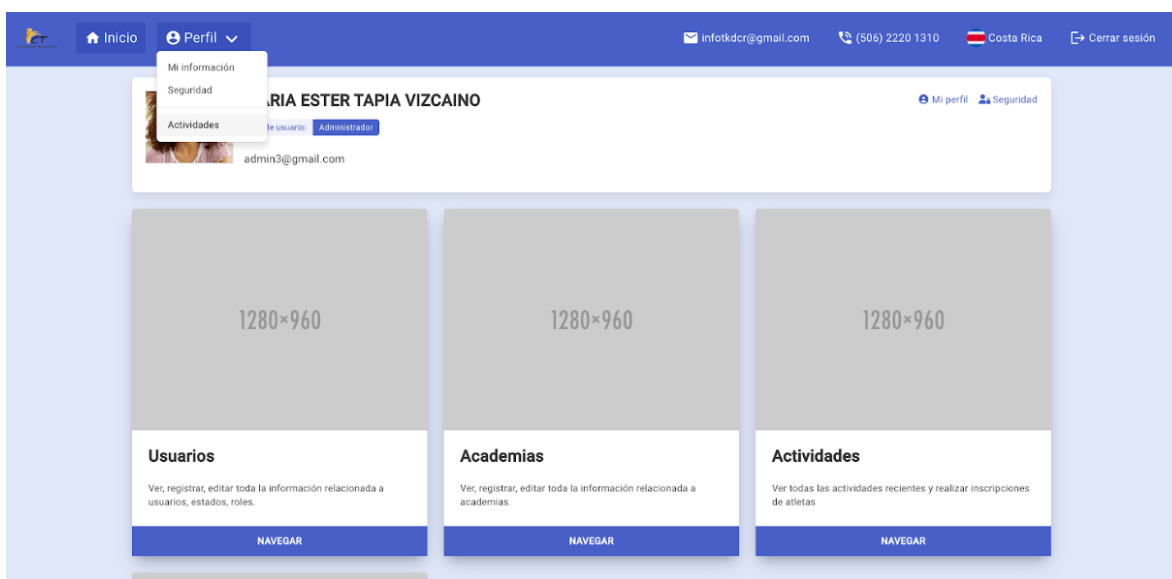 Inicio
Perfil
infotkdcr@gmail.com
(506) 2220 1310
Costa Rica
Cerrar sesión
Mi información
Seguridad
Actividades
RIA ESTER TAPIA VIZCAINO
Mi perfil
Seguridad
de usuario: Administrador
admin3@gmail.com
1280×960
1280×960
1280×960
Usuarios
Ver, registrar, editar toda la información relacionada a
usuarios, estados, roles.
NAVEGAR
Academias
Ver, registrar, editar toda la información relacionada a
academias.
NAVEGAR
Actividades
Ver todas las actividades recientes y realizar inscripciones
de atletas
NAVEGAR